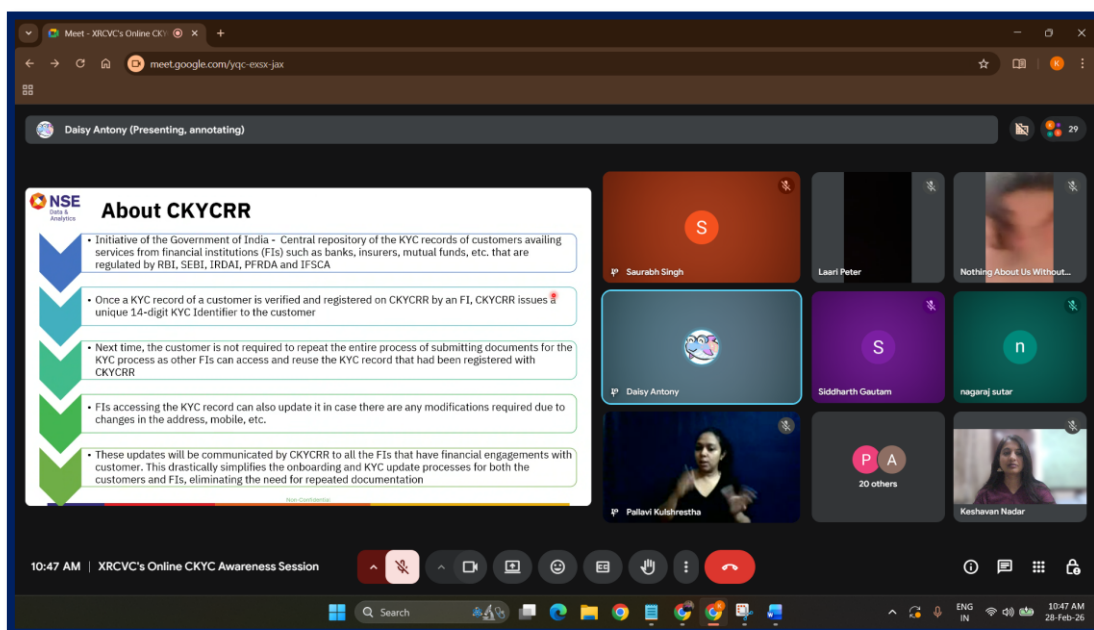 Meet - XRCVC's Online CKY
meet.google.com/yqc-exsx-jax
K
Daisy Antony (Presenting, annotating)
29
NSE
Data &
Analytics
About CKYCRR
• Initiative of the Government of India - Central repository of the KYC records of customers availing
services from financial institutions (FIs) such as banks, insurers, mutual funds, etc. that are
regulated by RBI, SEBI, IRDAI, PFRDA and IFSCA
• Once a KYC record of a customer is verified and registered on CKYCRR by an FI, CKYCRR issues a
unique 14-digit KYC Identifier to the customer
• Next time, the customer is not required to repeat the entire process of submitting documents for the
KYC process as other FIs can access and reuse the KYC record that had been registered with
CKYCRR
• FIs accessing the KYC record can also update it in case there are any modifications required due to
changes in the address, mobile, etc.
• These updates will be communicated by CKYCRR to all the FIs that have financial engagements with
customer. This drastically simplifies the onboarding and KYC update processes for both the
customers and FIs, eliminating the need for repeated documentation
Non-Confidential
S
Saurabh Singh
Laari Peter
Nothing About Us Without...
Daisy Antony
S
Siddharth Gautam
n
nagaraj sutar
Pallavi Kulshrestha
P A
20 others
Keshavan Nadar
10:47 AM | XRCVC's Online CKYC Awareness Session
Search
ENG
IN
10:47 AM
28-Feb-26